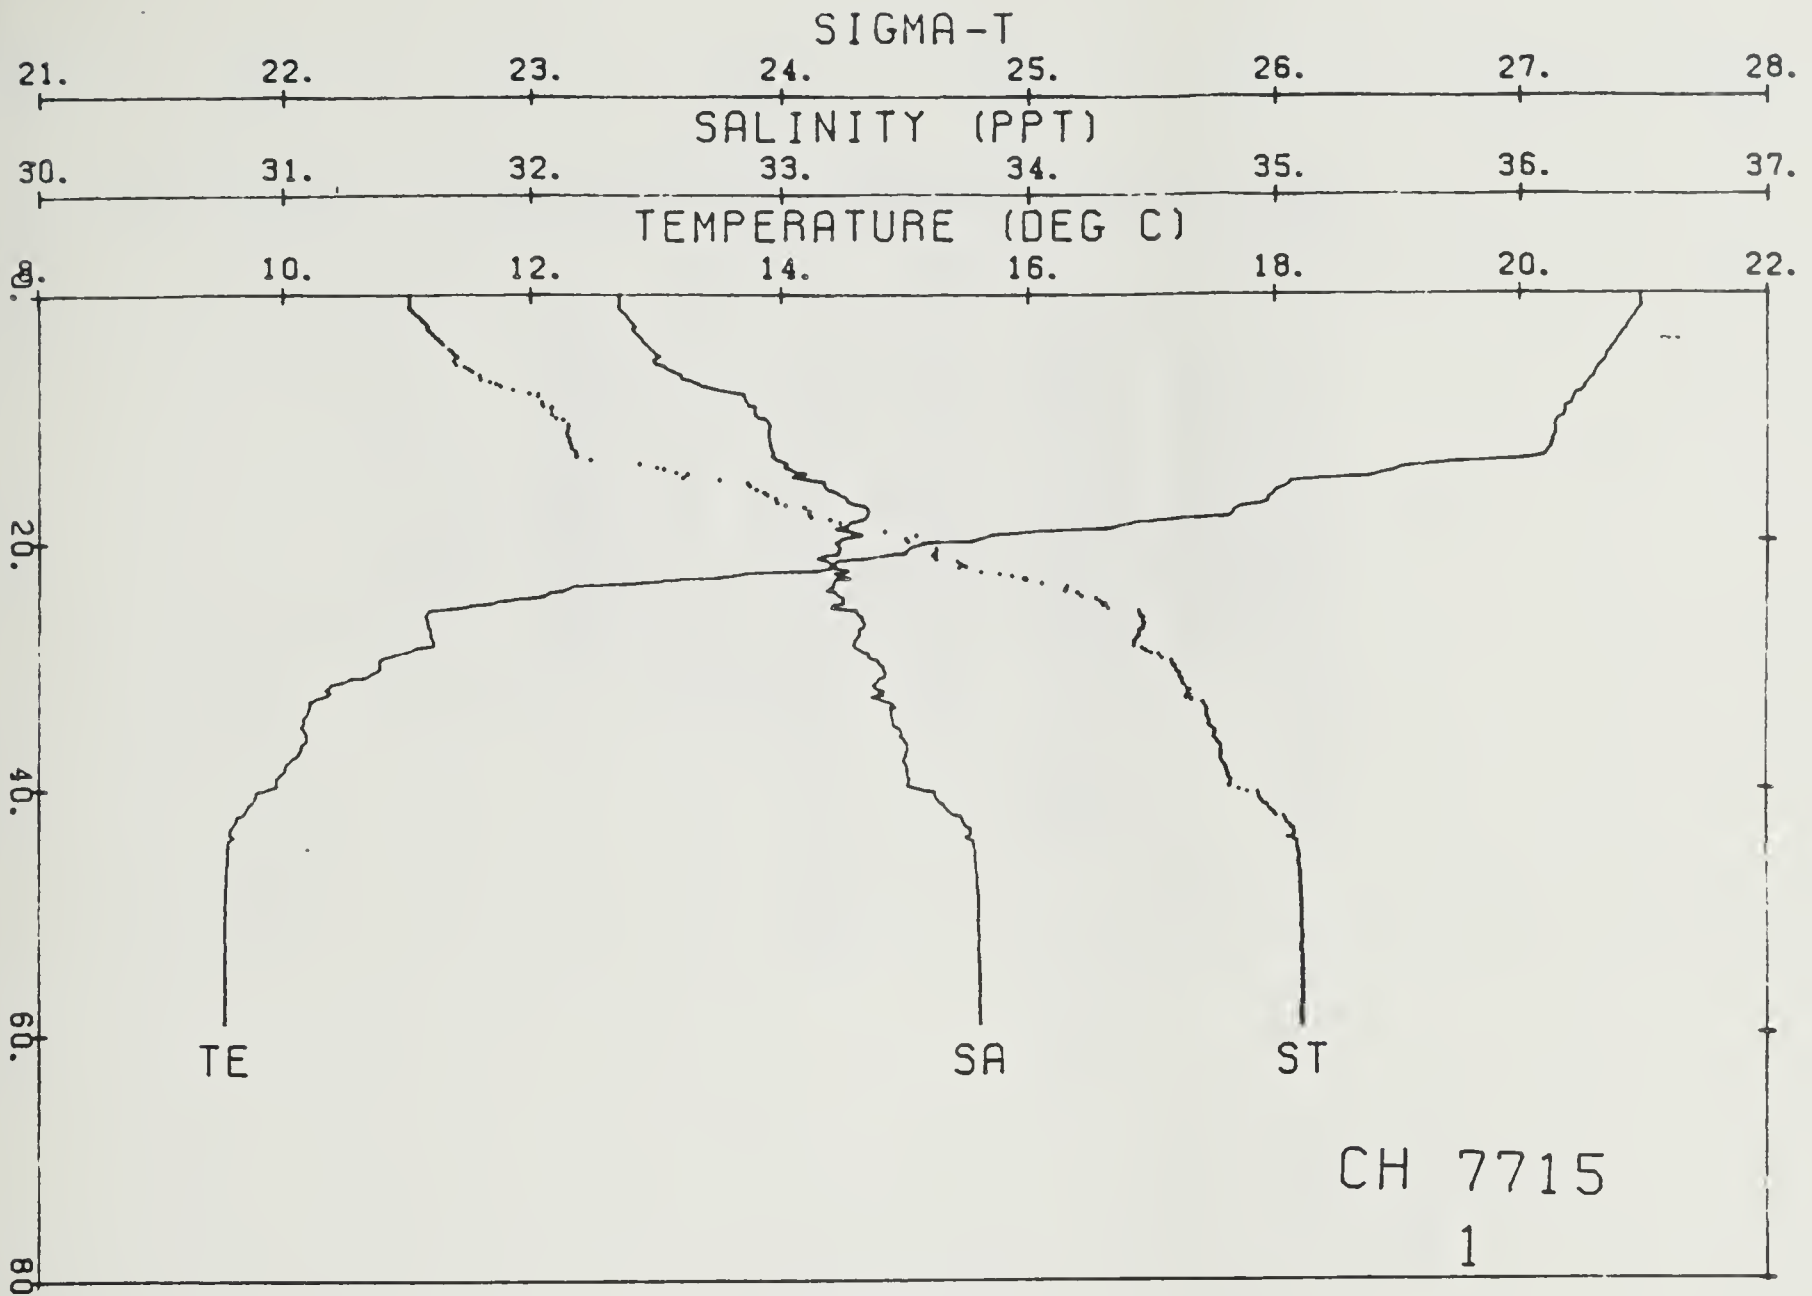 SIGMA-T
21. 22. 23. 24. 25. 26. 27. 28.
SALINITY (PPT)
30. 31. 32. 33. 34. 35. 36. 37.
TEMPERATURE (DEG C)
8. 10. 12. 14. 16. 18. 20. 22.
0.
20.
40.
60.
TE SA ST
CH 7715
1
80